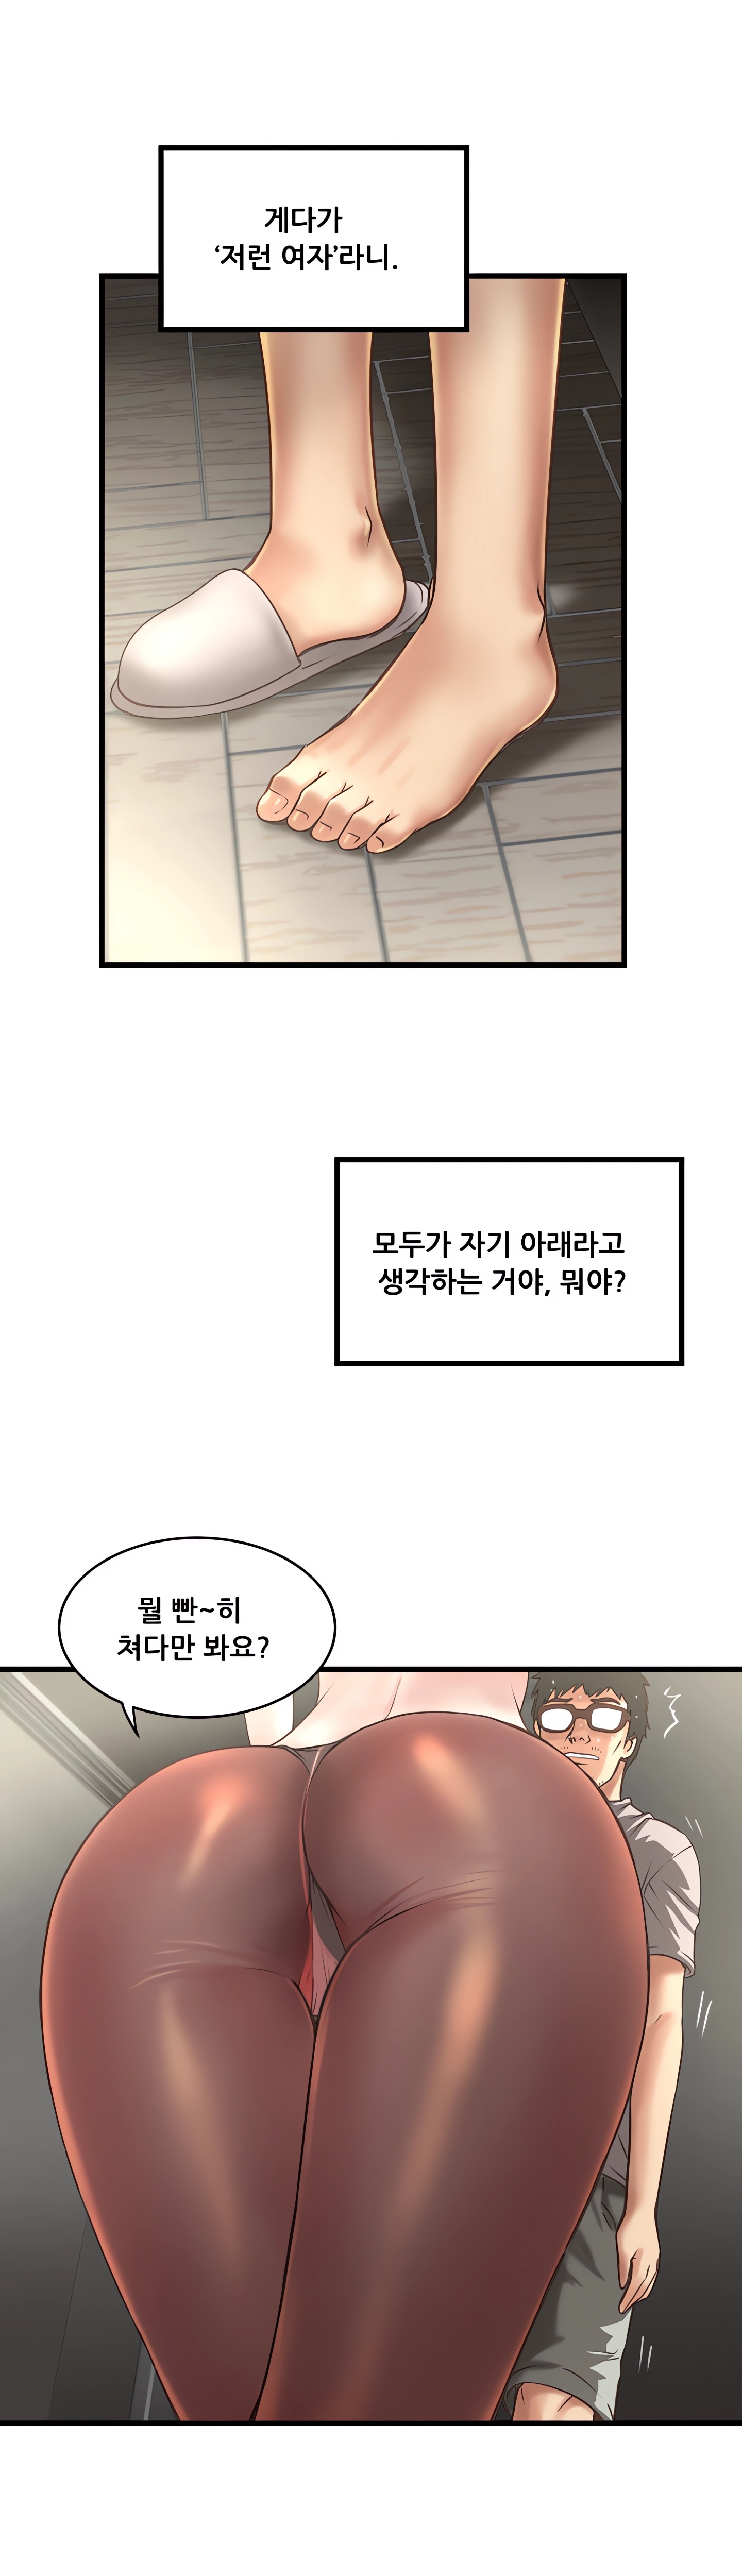 게다가
‘저런 여자’라니.
모두가 자기 아래라고
생각하는 거야, 뭐야?
뭘 빤~히
쳐다만 봐요?